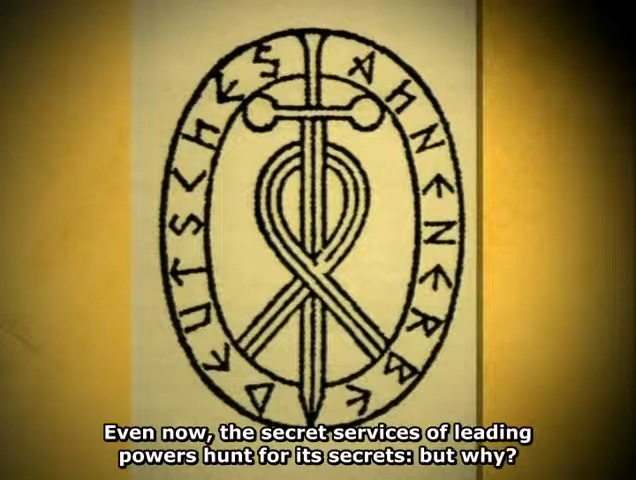 DEUTSCHES AHNENERBE
Even now, the secret services of leading
powers hunt for its secrets: but why?